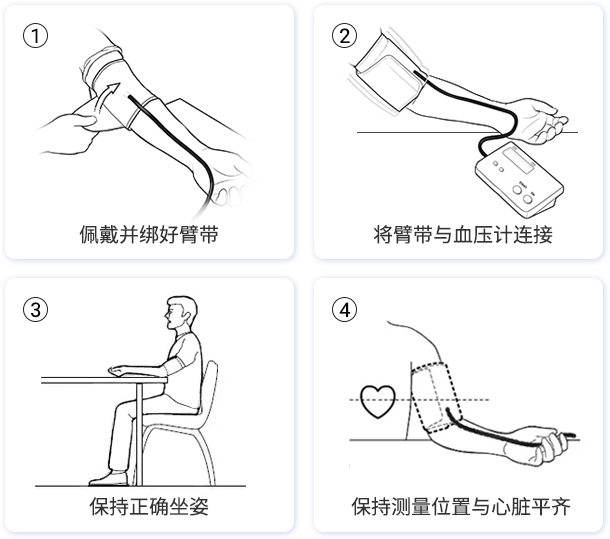 ①
佩戴并绑好臂带
②
将臂带与血压计连接
③
保持正确坐姿
④
保持测量位置与心脏平齐